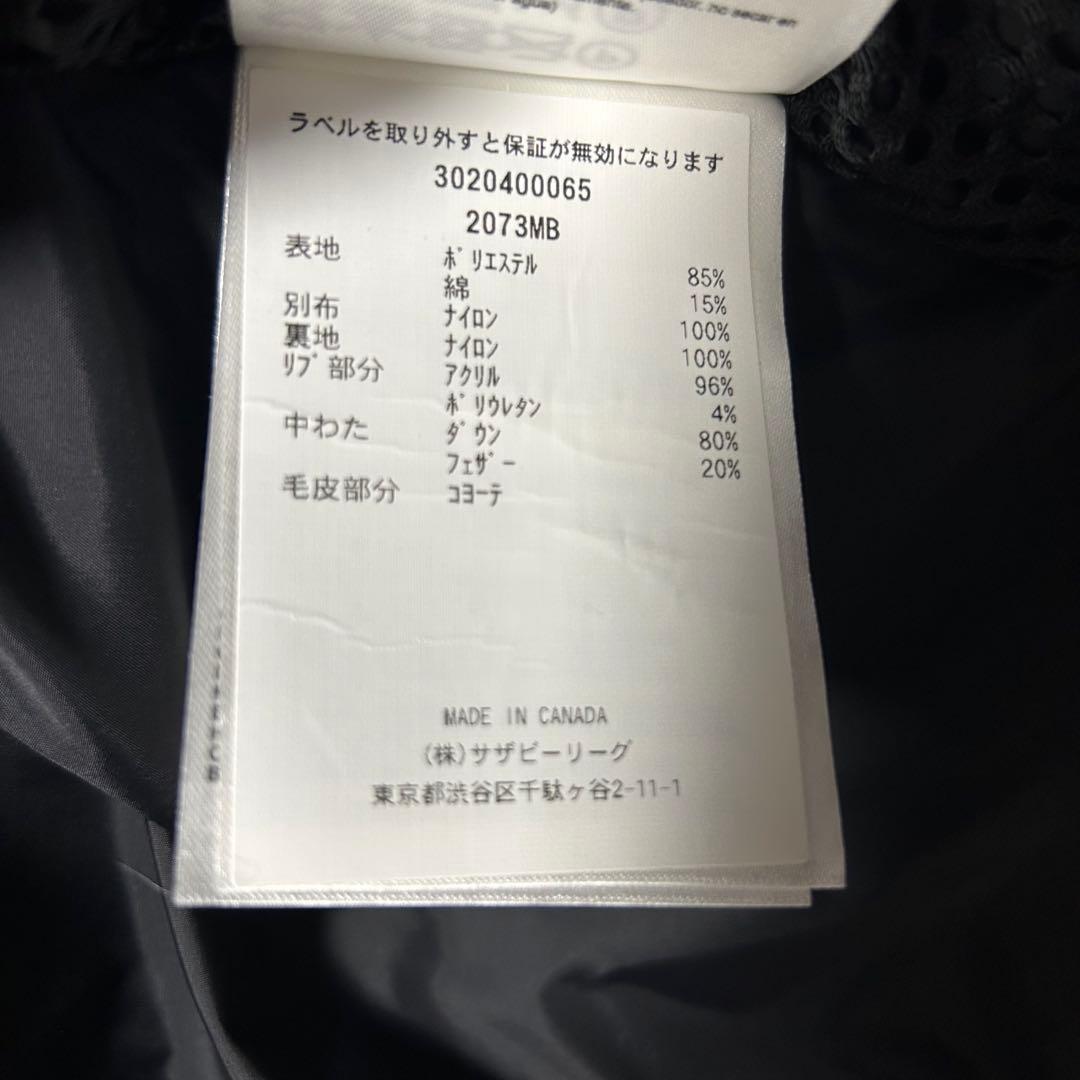 no secar en
agua)
ラベルを取り外すと保証が無効になります
3020400065
2073MB
表地 ﾎﾟﾘｴｽﾃﾙ 85%
綿 15%
別布 ﾅｲﾛﾝ 100%
裏地 ﾅｲﾛﾝ 100%
ﾘﾌﾞ部分 ｱｸﾘﾙ 96%
ﾎﾟﾘｳﾚﾀﾝ 4%
中わた ﾀﾞｳﾝ 80%
ﾌｪｻﾞｰ 20%
毛皮部分 ｺﾖｰﾃ
MADE IN CANADA
(株)サザビーリーグ
東京都渋谷区千駄ヶ谷2-11-1